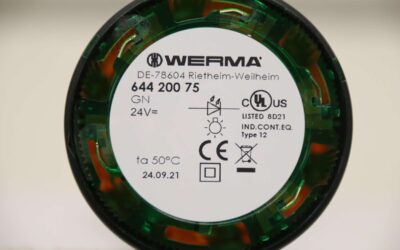 WERMA
DE-78604 Rietheim-Weilheim
644 200 75
GN
24V=
c UL US
LISTED 8D21
IND.CONT.EQ.
Type 12
CE
ta 50°C
24.09.21